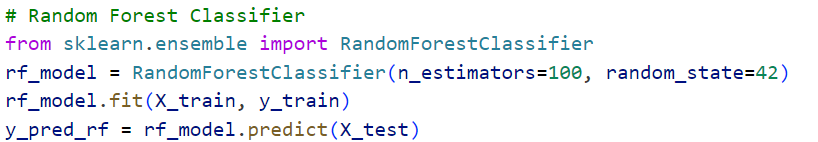 # Random Forest Classifier
from sklearn.ensemble import RandomForestClassifier
rf_model = RandomForestClassifier(n_estimators=100, random_state=42)
rf_model.fit(X_train, y_train)
y_pred_rf = rf_model.predict(X_test)